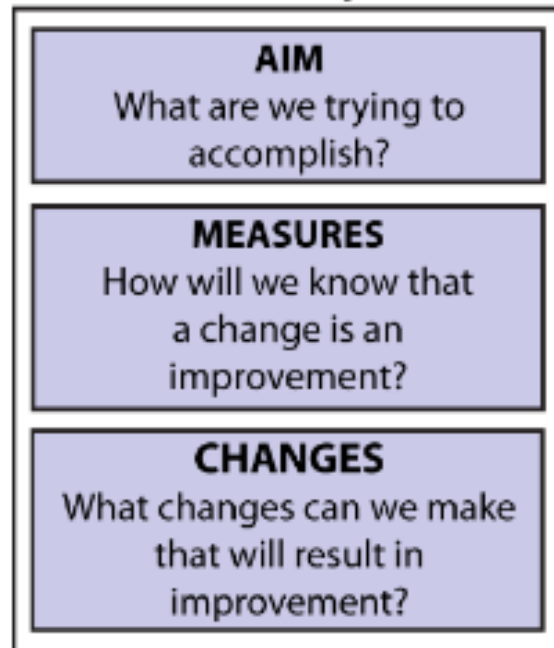 AIM
What are we trying to
accomplish?
MEASURES
How will we know that
a change is an
improvement?
CHANGES
What changes can we make
that will result in
improvement?